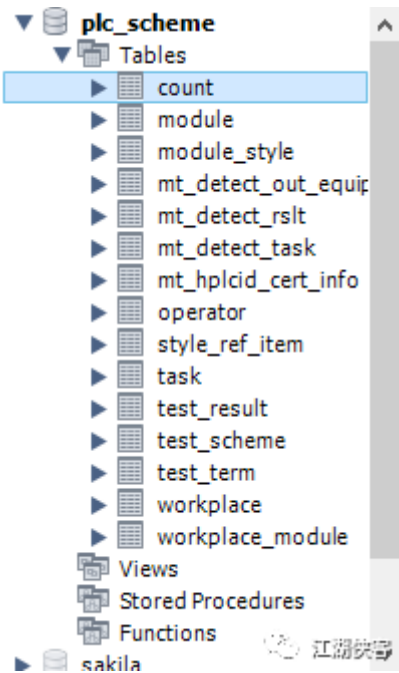 plc_scheme
Tables
count
module
module_style
mt_detect_out_equip
mt_detect_rslt
mt_detect_task
mt_hplcid_cert_info
operator
style_ref_item
task
test_result
test_scheme
test_term
workplace
workplace_module
Views
Stored Procedures
Functions
江湖侠客
sakila